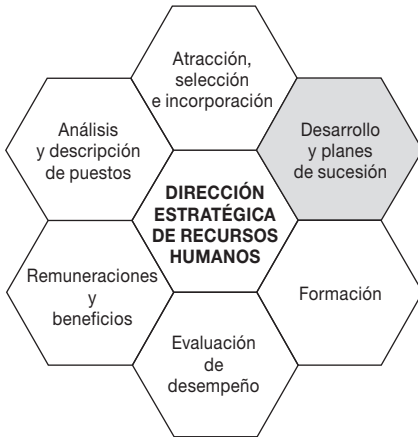 Atracción,
selección
e incorporación
Análisis
y descripción
de puestos
Desarrollo
y planes
de sucesión
DIRECCIÓN
ESTRATÉGICA
DE RECURSOS
HUMANOS
Remuneraciones
y
beneficios
Formación
Evaluación
de
desempeño